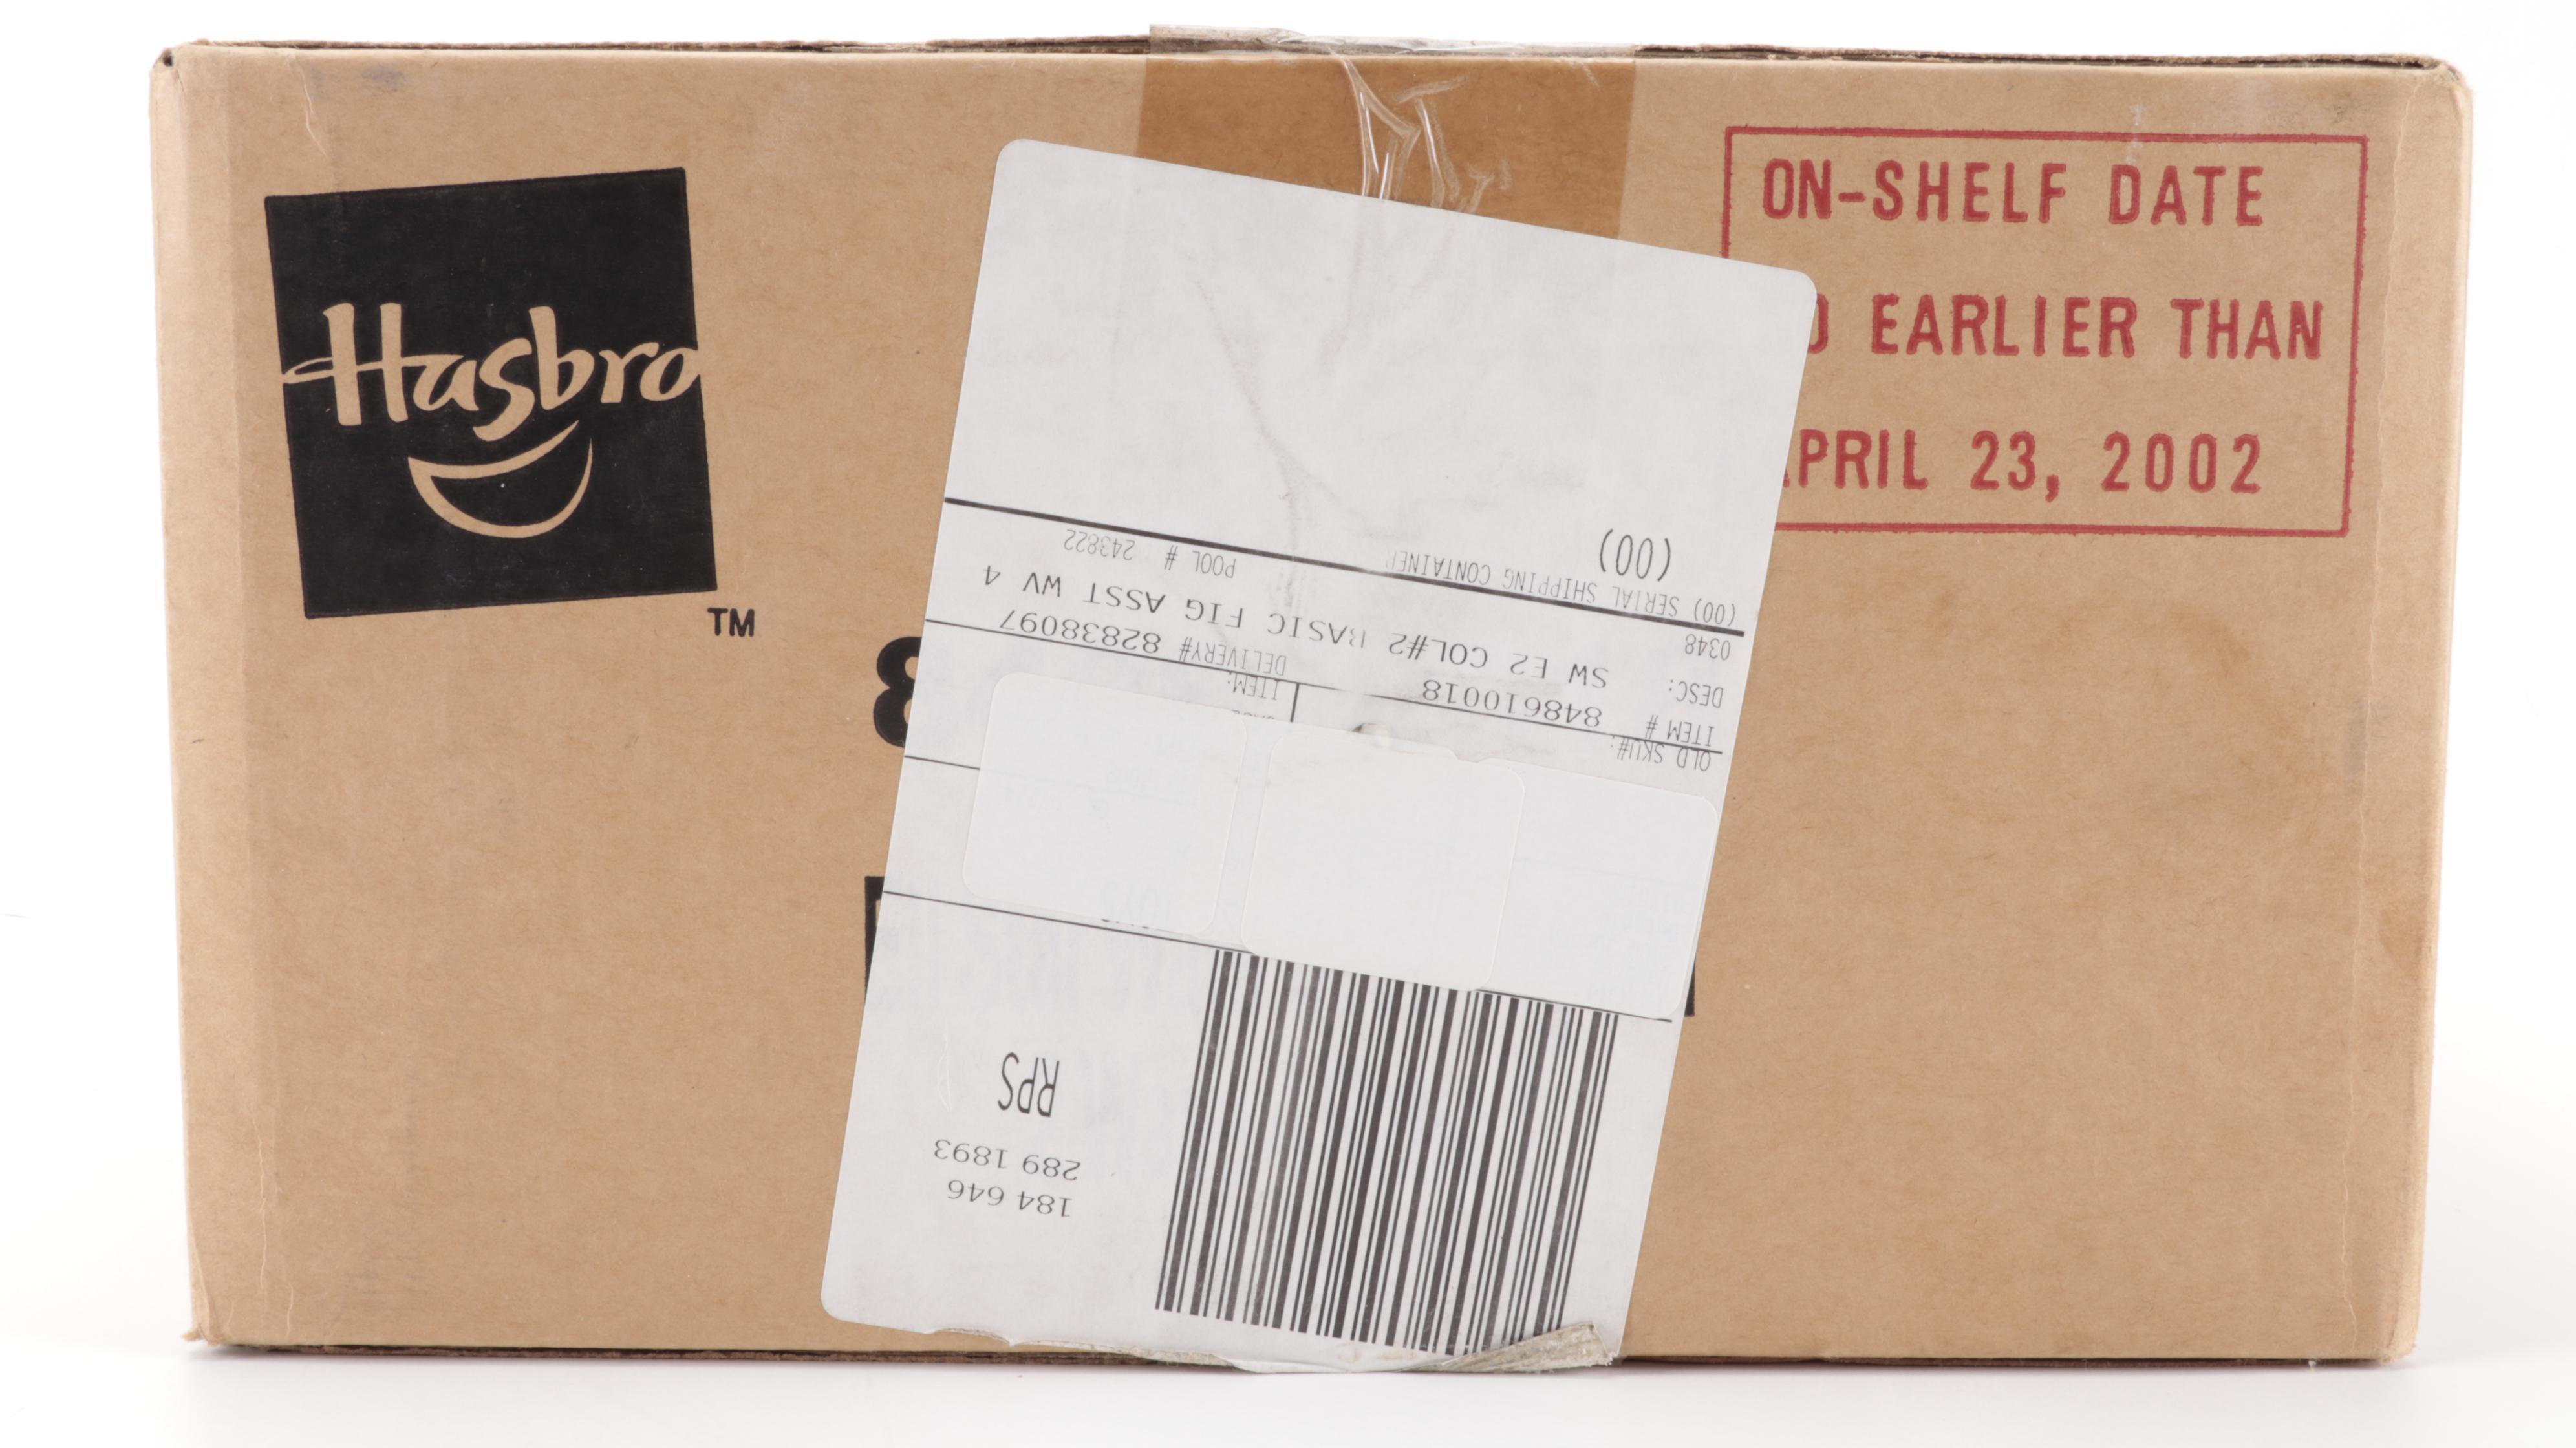 Hasbro
TM
ON-SHELF DATE
EARLIER THAN
APRIL 23, 2002
8
184 646
289 1893
RPS
OLD SKU#:
ITEM:
ITEM # 848610018
DELIVERY# 82838097
DESC: SW E2 COL#2 BASIC FIG ASST WV 4
0348
(00) SERIAL SHIPPING CONTAINER
POOL # 243822
(00)